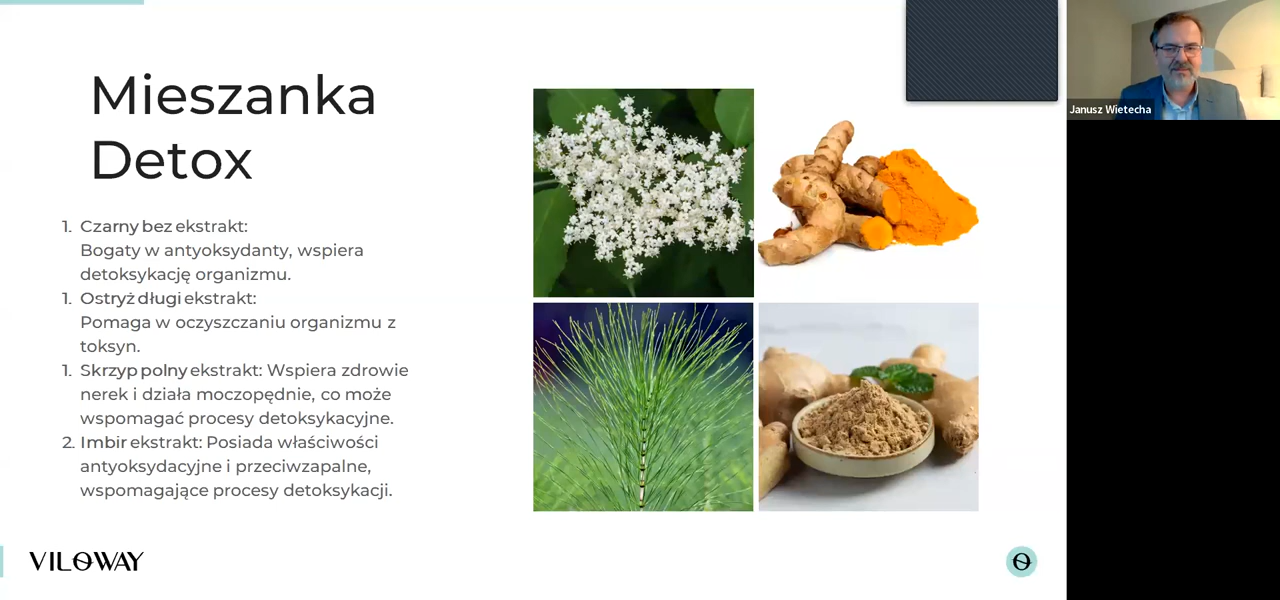 Mieszanka
Detox
1. Czarny bez ekstrakt:
Bogaty w antyoksydanty, wspiera
detoksykację organizmu.
1. Ostryż długi ekstrakt:
Pomaga w oczyszczaniu organizmu z
toksyn.
1. Skrzyp polny ekstrakt: Wspiera zdrowie
nerek i działa moczopędnie, co może
wspomagać procesy detoksykacyjne.
2. Imbir ekstrakt: Posiada właściwości
antyoksydacyjne i przeciwzapalne,
wspomagające procesy detoksykacji.
VILOWAY
Janusz Wietecha